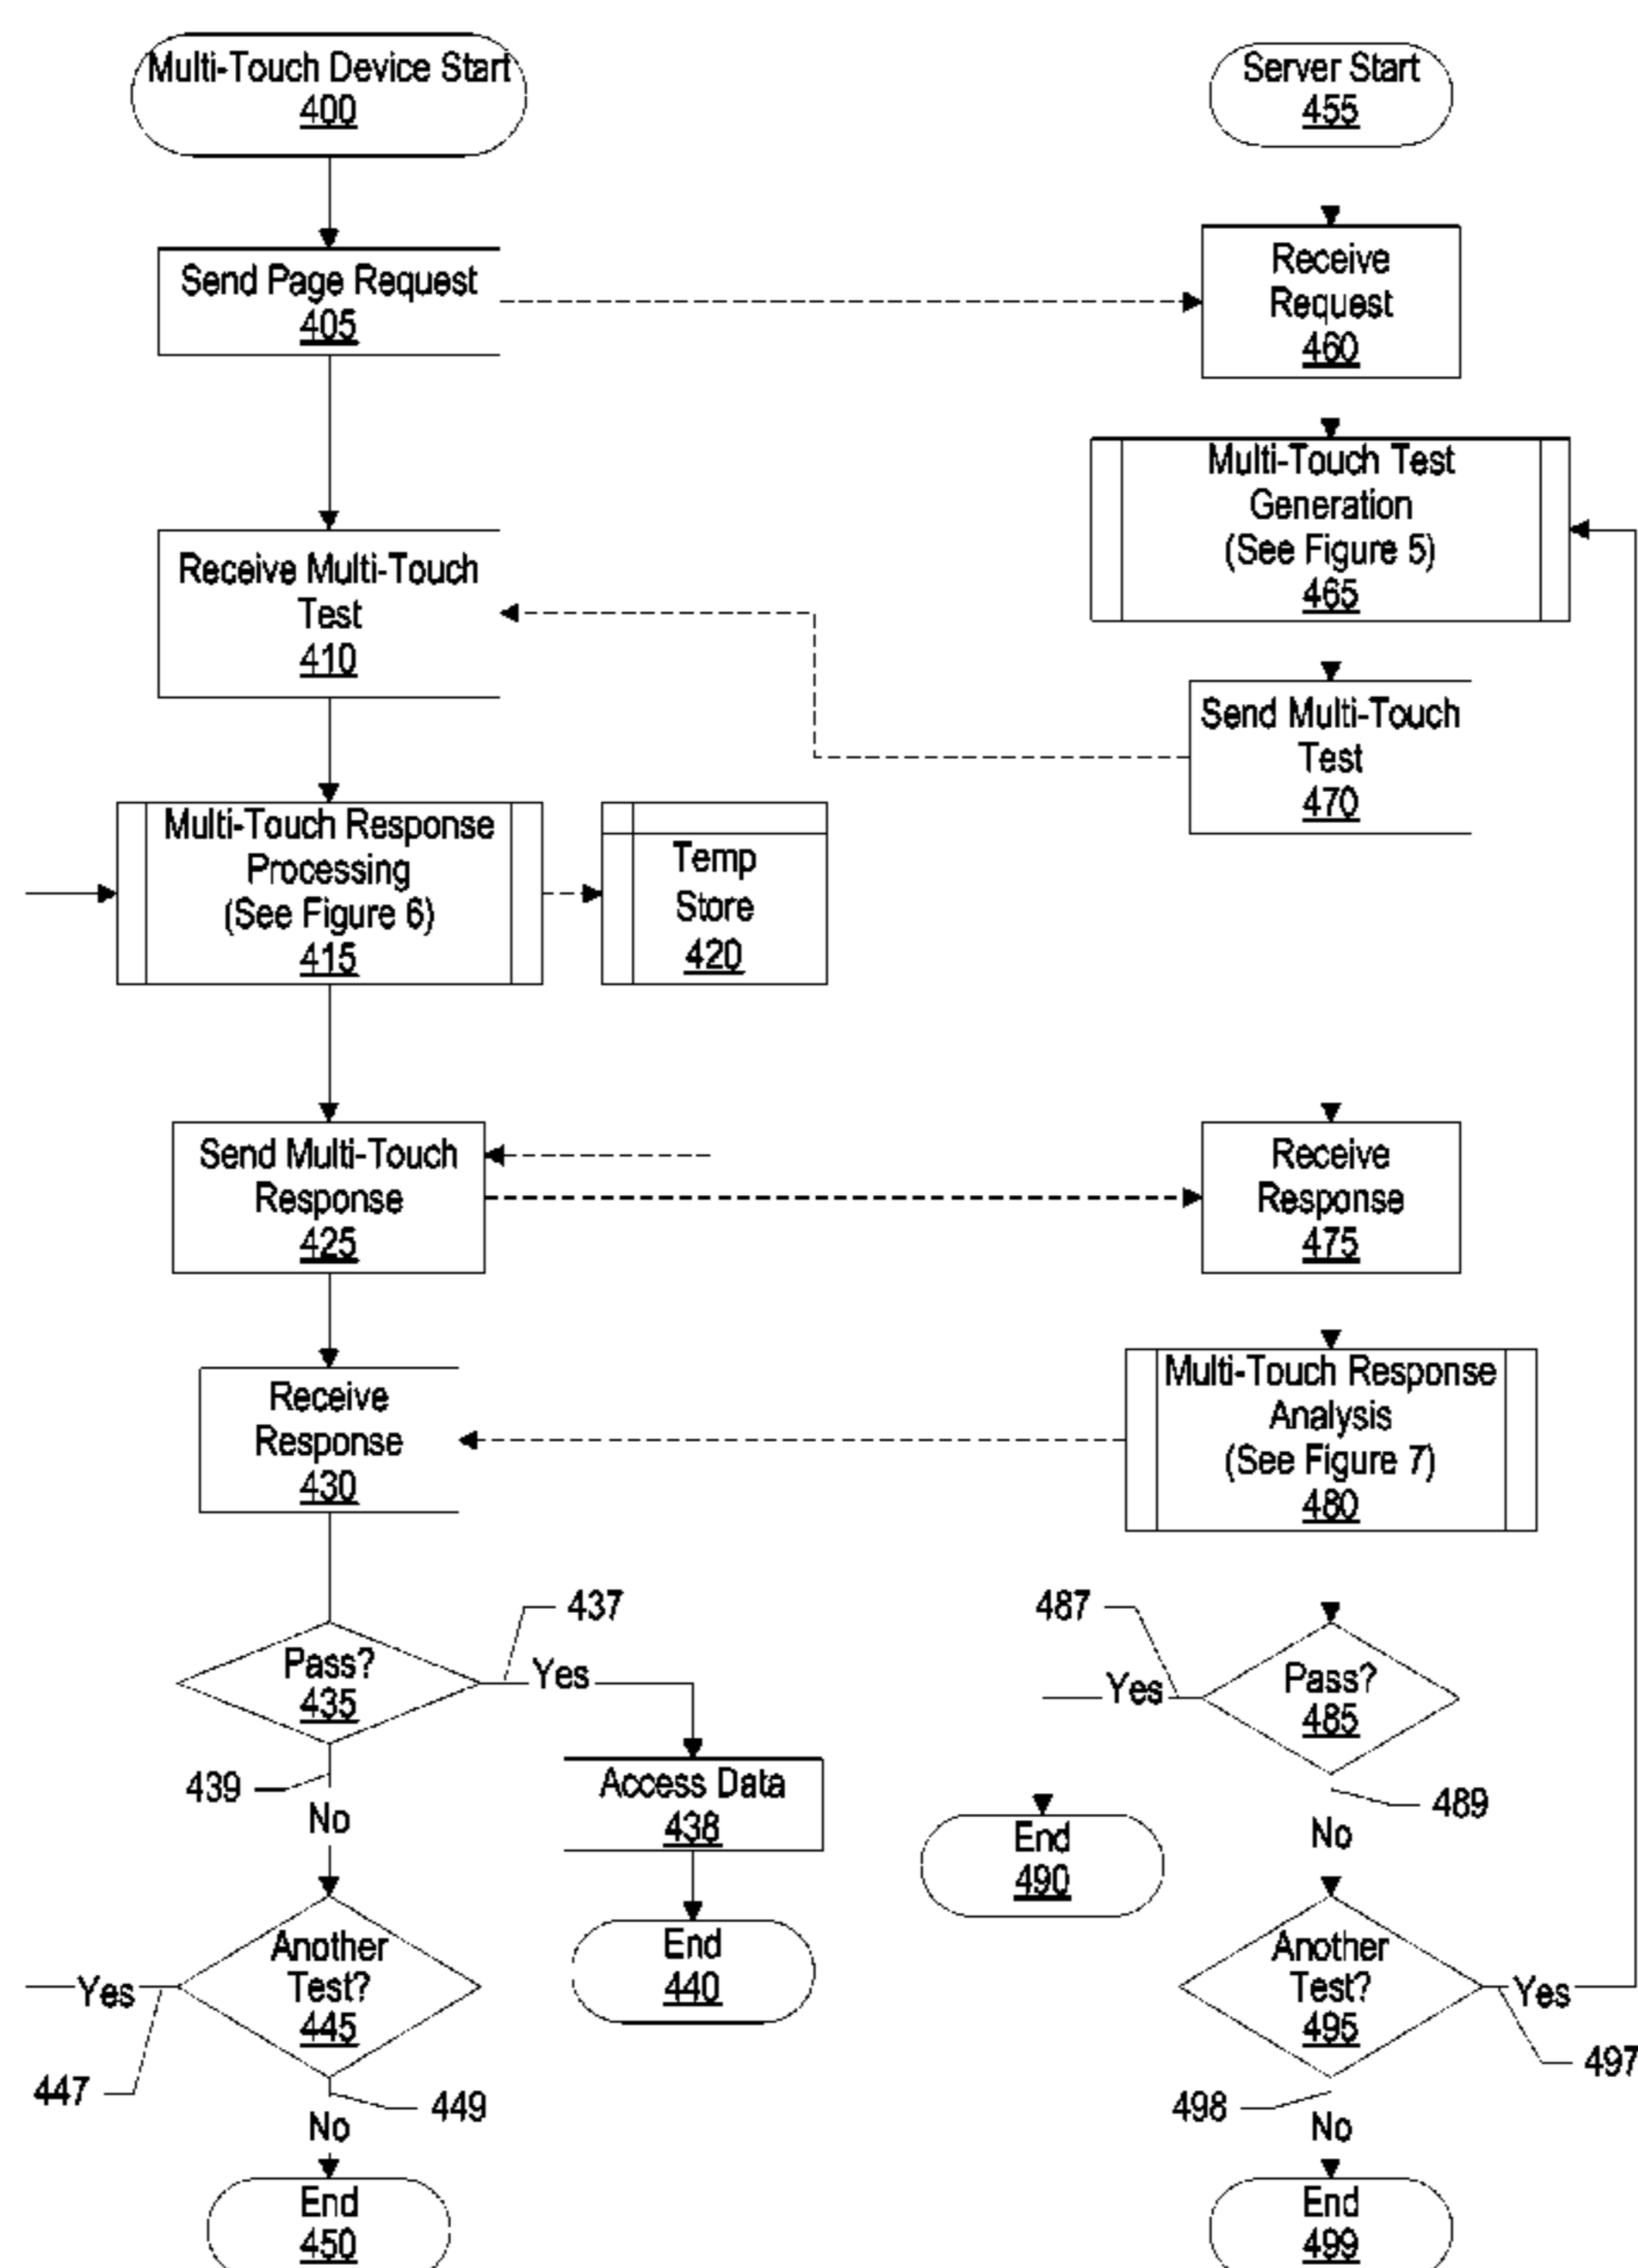 Multi-Touch Device Start
400
Server Start
455
Send Page Request
405
Receive
Request
460
Multi-Touch Test
Generation
(See Figure 5)
465
Receive Multi-Touch
Test
410
Send Multi-Touch
Test
470
Multi-Touch Response
Processing
(See Figure 6)
415
Temp
Store
420
Send Multi-Touch
Response
425
Receive
Response
475
Receive
Response
430
Multi-Touch Response
Analysis
(See Figure 7)
480
437
487
Pass?
435
Yes
Yes
Pass?
485
439
No
Access Data
438
489
No
End
490
Another
Test?
445
Yes
447
End
440
Another
Test?
495
Yes
497
449
No
498
No
End
450
End
499